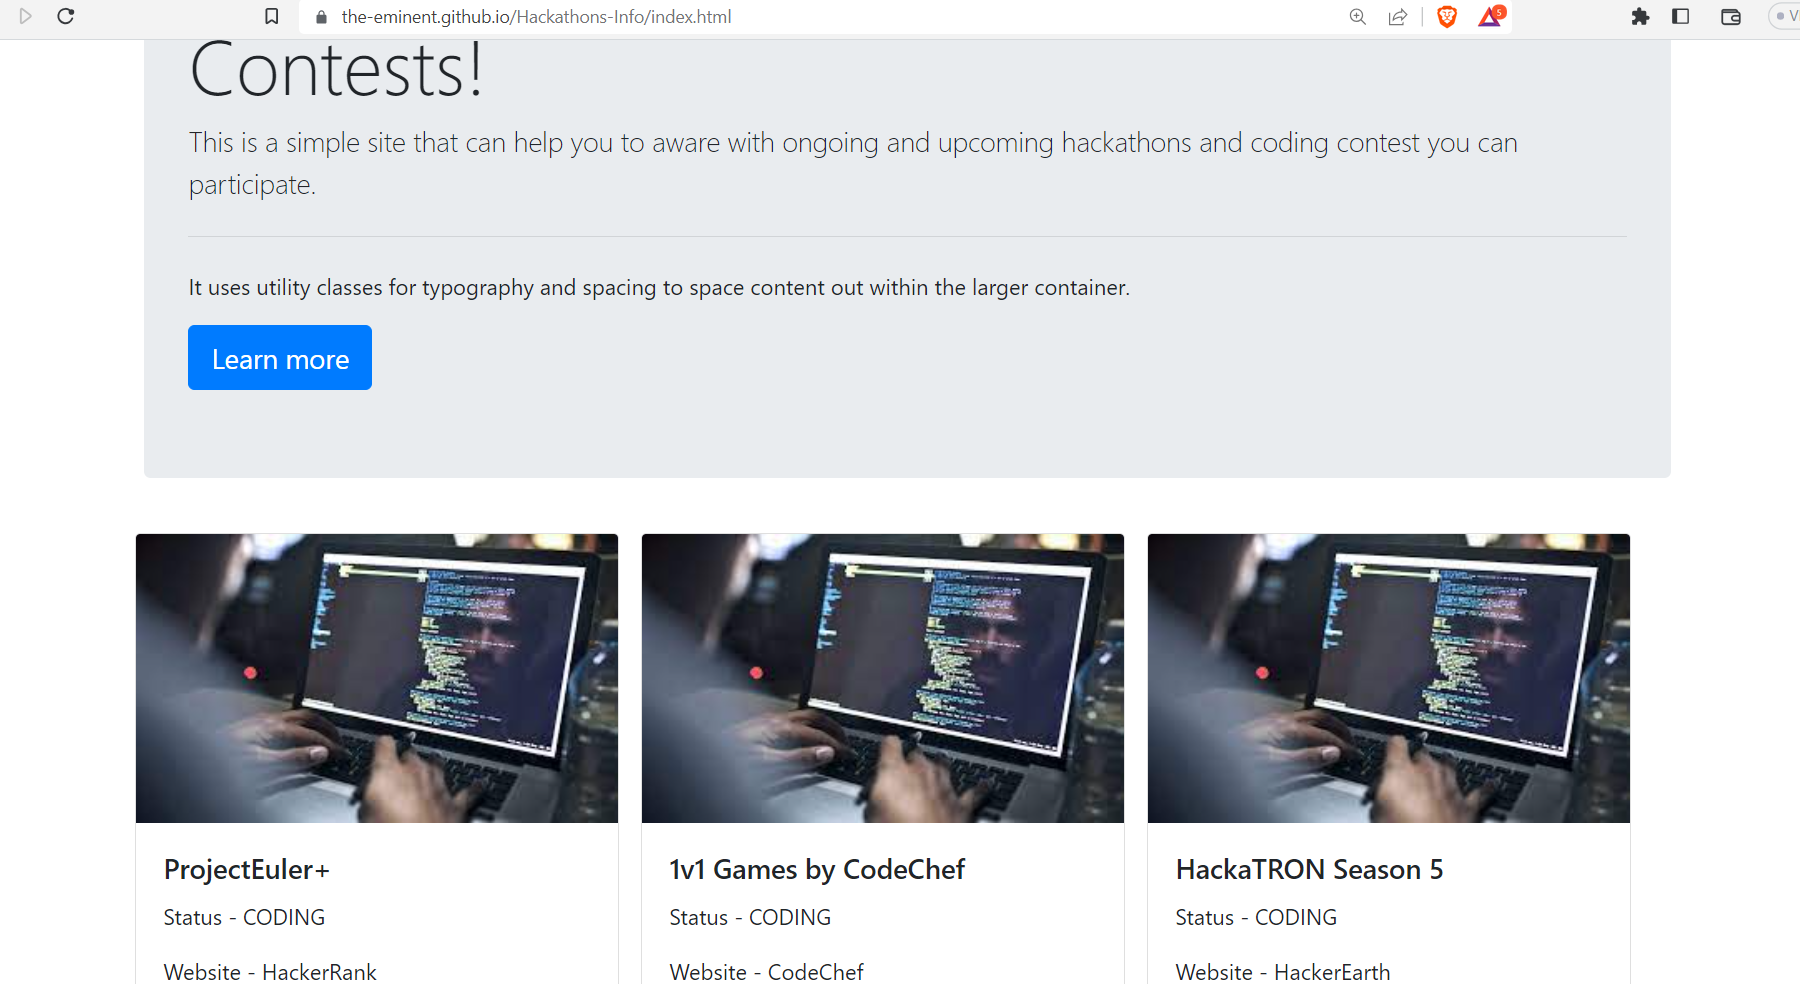 the-eminent.github.io/Hackathons-Info/index.html
5
Contests!
This is a simple site that can help you to aware with ongoing and upcoming hackathons and coding contest you can
participate.
It uses utility classes for typography and spacing to space content out within the larger container.
Learn more
ProjectEuler+
Status - CODING
Website - HackerRank
1v1 Games by CodeChef
Status - CODING
Website - CodeChef
HackaTRON Season 5
Status - CODING
Website - HackerEarth